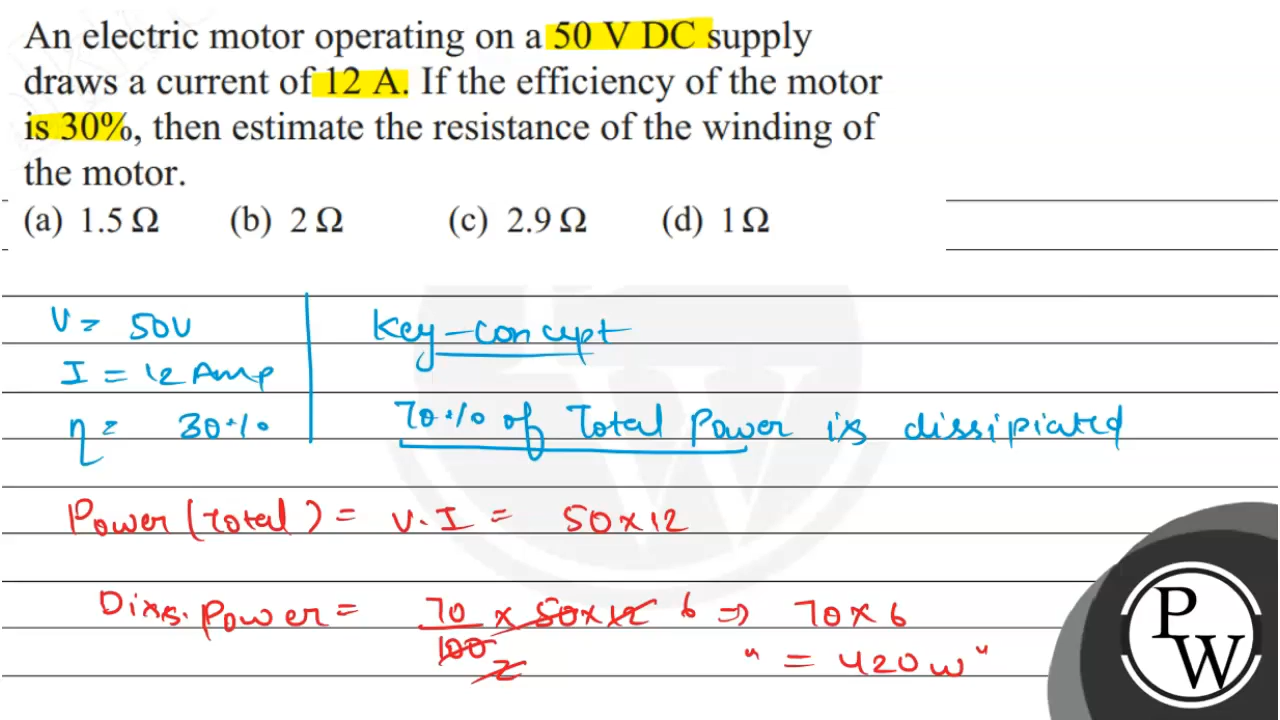 An electric motor operating on a 50 V DC supply
draws a current of 12 A. If the efficiency of the motor
is 30%, then estimate the resistance of the winding of
the motor.
(a) 1.5 Ω (b) 2 Ω (c) 2.9 Ω (d) 1 Ω
V = 50V
Key-concept
I = 12 Amp
η = 30%
70% of Total Power is dissipiated
Power (Total) = V.I = 50×12
Diss. Power = 70/100 × 50×12 6 ⇒ 70×6
2
" = 420 w "
P
W